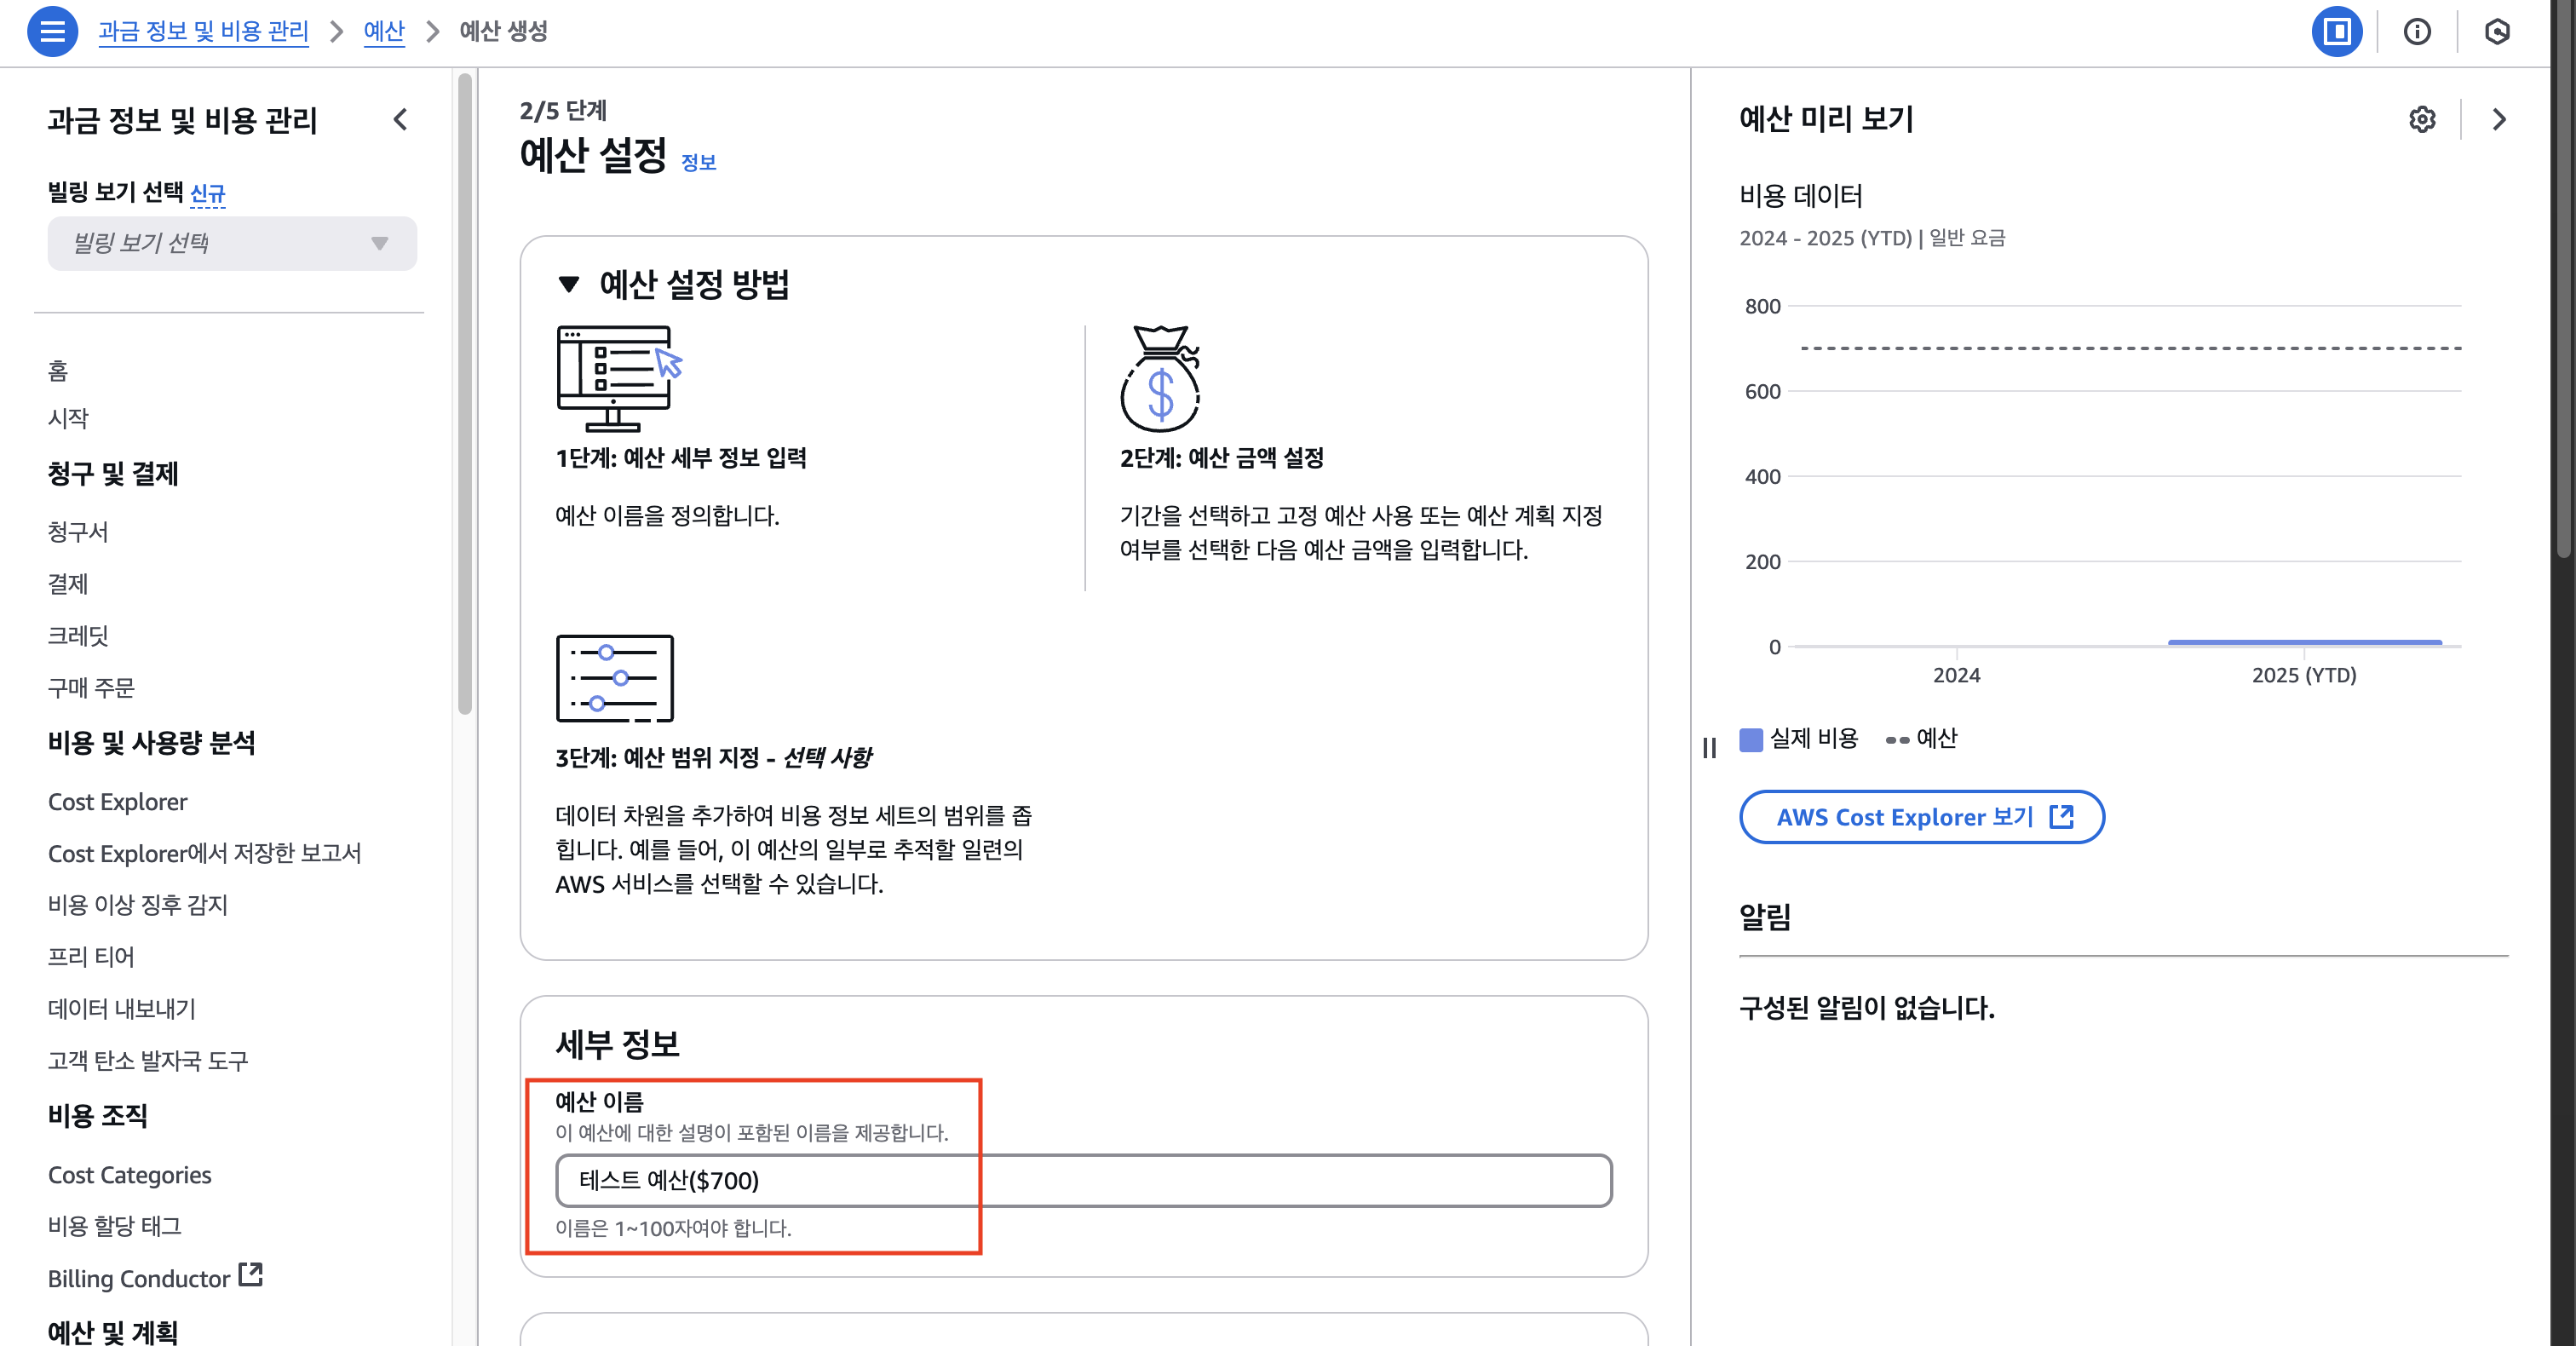 과금 정보 및 비용 관리 > 예산 > 예산 생성
과금 정보 및 비용 관리
빌링 보기 선택 신규
빌링 보기 선택
홈
시작
청구 및 결제
청구서
결제
크레딧
구매 주문
비용 및 사용량 분석
Cost Explorer
Cost Explorer에서 저장한 보고서
비용 이상 징후 감지
프리 티어
데이터 내보내기
고객 탄소 발자국 도구
비용 조직
Cost Categories
비용 할당 태그
Billing Conductor
예산 및 계획
2/5 단계
예산 설정 정보
예산 설정 방법
1단계: 예산 세부 정보 입력
예산 이름을 정의합니다.
2단계: 예산 금액 설정
기간을 선택하고 고정 예산 사용 또는 예산 계획 지정
여부를 선택한 다음 예산 금액을 입력합니다.
3단계: 예산 범위 지정 - 선택 사항
데이터 차원을 추가하여 비용 정보 세트의 범위를 좁
힙니다. 예를 들어, 이 예산의 일부로 추적할 일련의
AWS 서비스를 선택할 수 있습니다.
세부 정보
예산 이름
이 예산에 대한 설명이 포함된 이름을 제공합니다.
테스트 예산($700)
이름은 1~100자여야 합니다.
예산 미리 보기
비용 데이터
2024 - 2025 (YTD) | 일반 요금
800
600
400
200
0
2024 2025 (YTD)
실제 비용 예산
AWS Cost Explorer 보기
알림
구성된 알림이 없습니다.